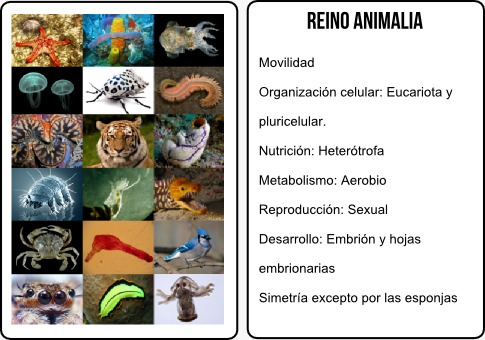 REINO ANIMALIA
Movilidad
Organización celular: Eucariota y
pluricelular.
Nutrición: Heterótrofa
Metabolismo: Aerobio
Reproducción: Sexual
Desarrollo: Embrión y hojas
embrionarias
Simetría excepto por las esponjas